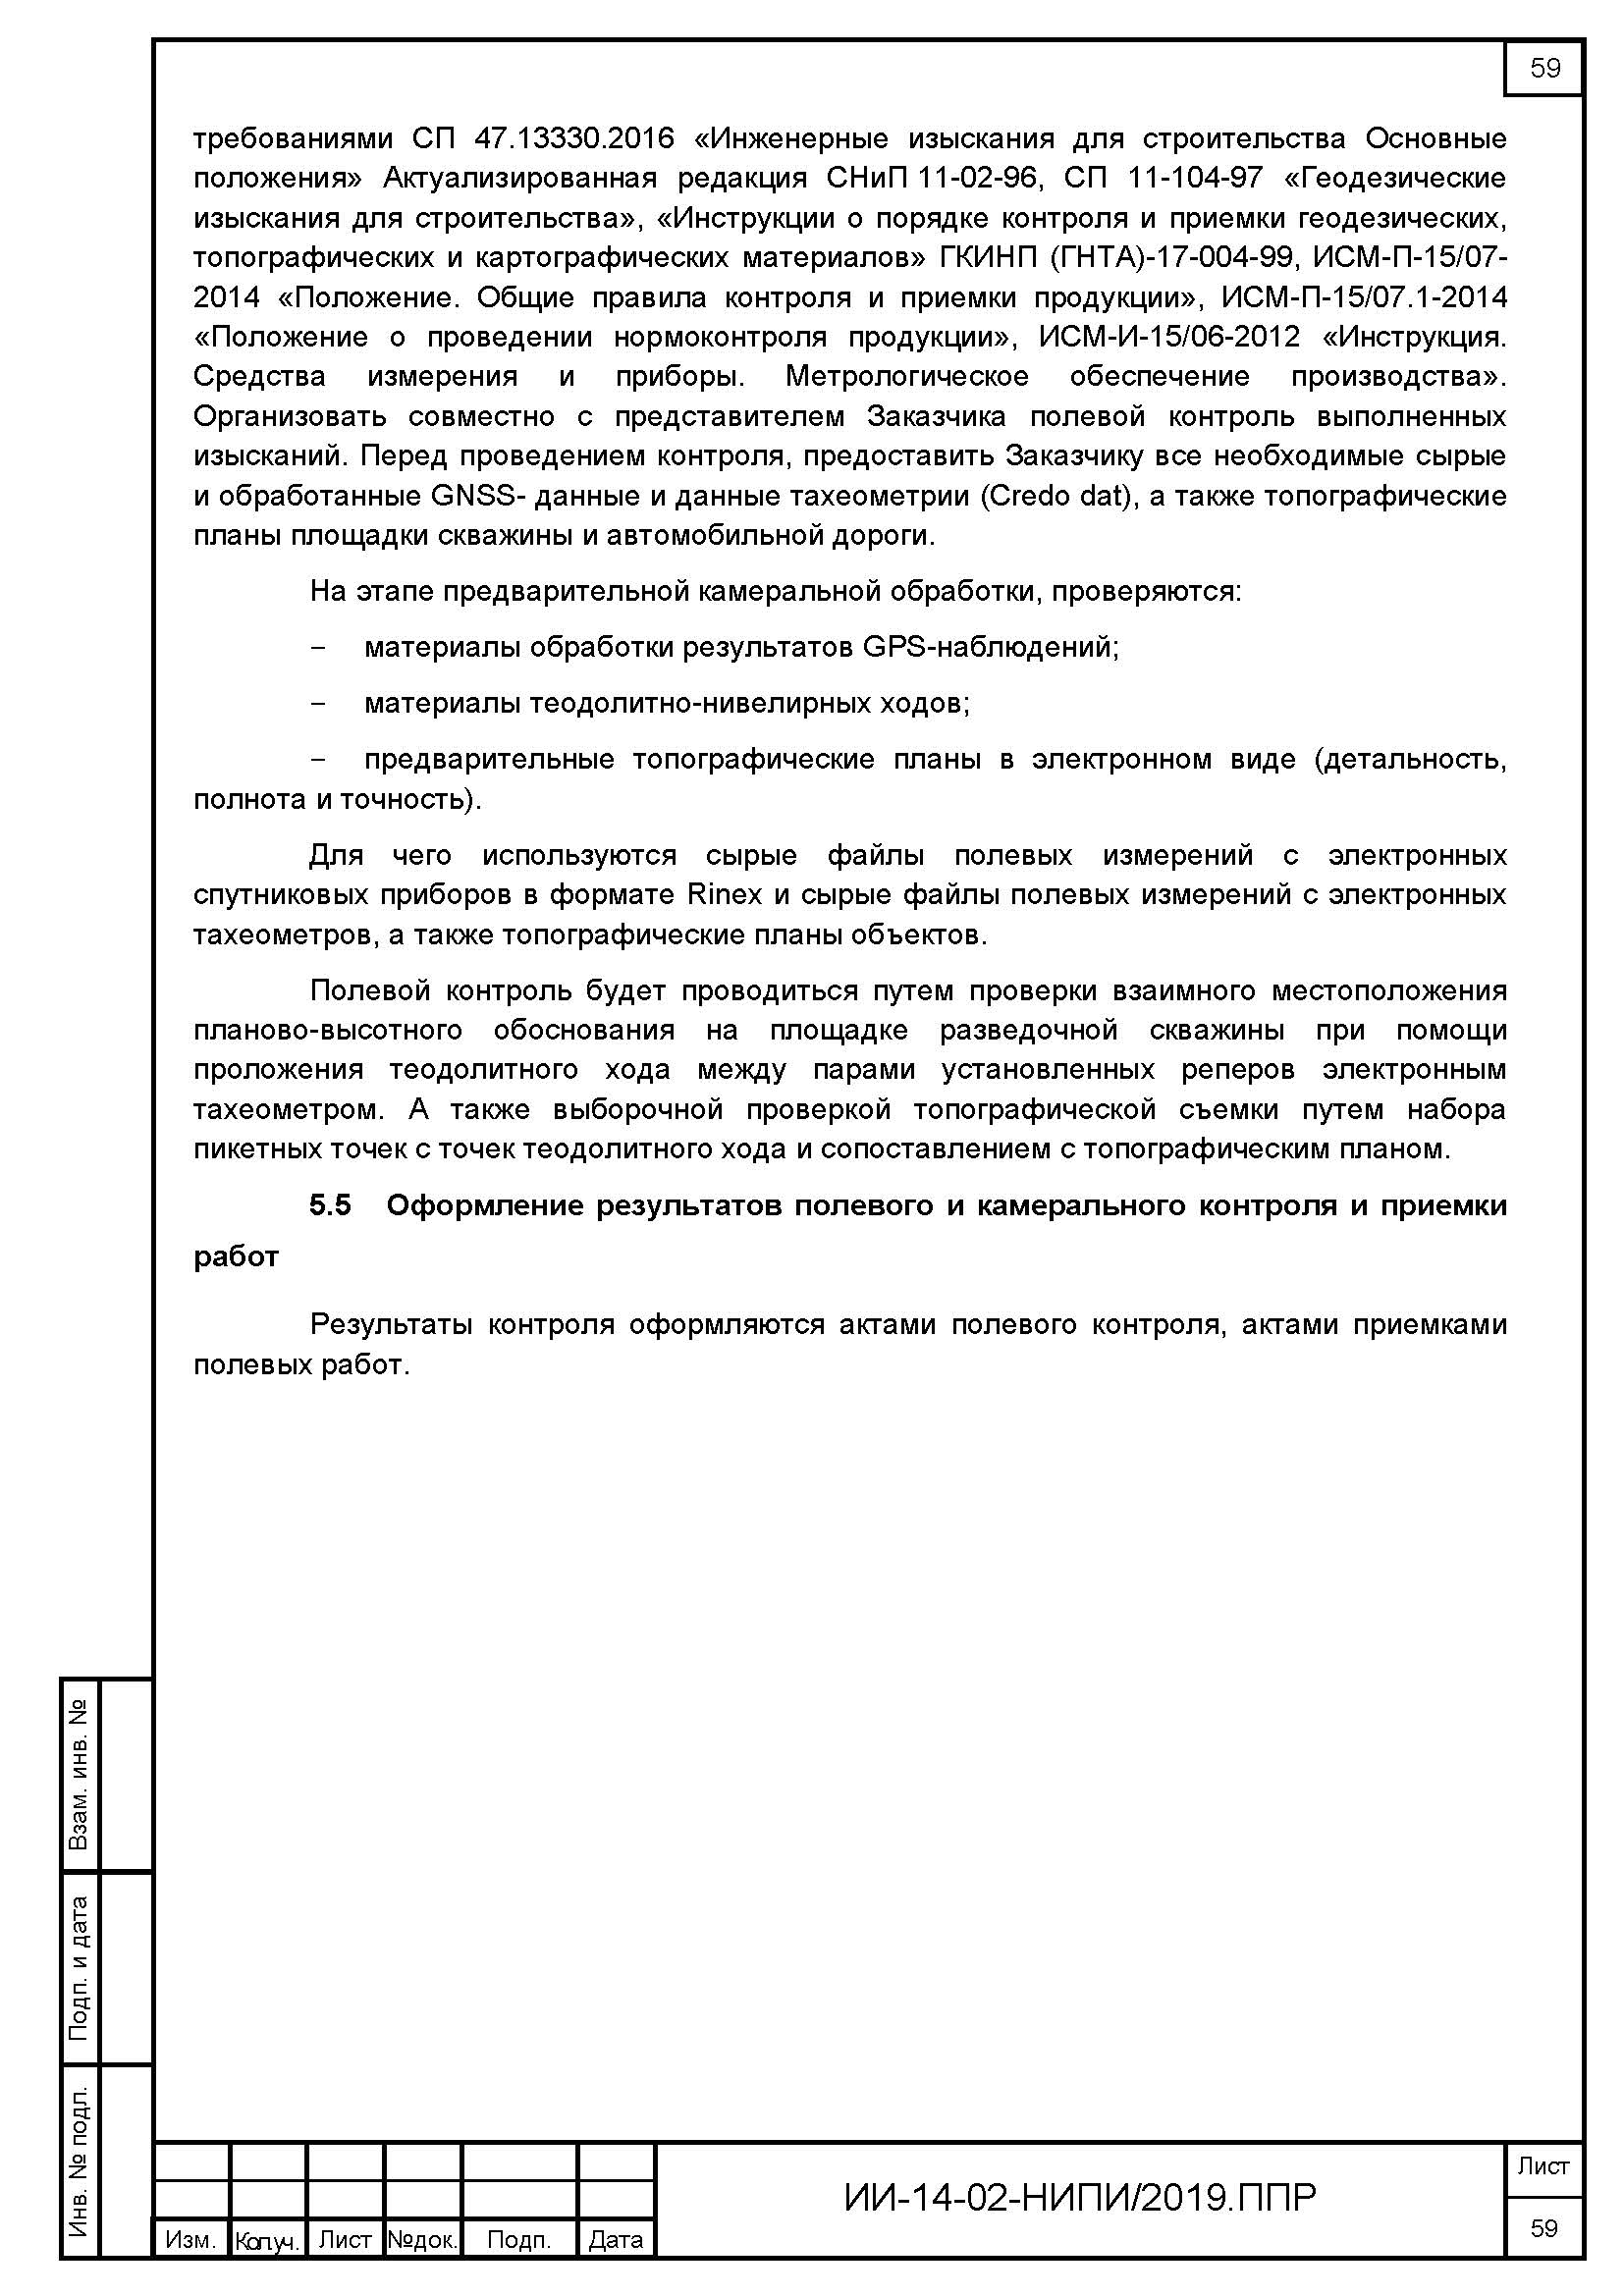 59
требованиями СП 47.13330.2016 «Инженерные изыскания для строительства Основные
положения» Актуализированная редакция СНиП 11-02-96, СП 11-104-97 «Геодезические
изыскания для строительства», «Инструкции о порядке контроля и приемки геодезических,
топографических и картографических материалов» ГКИНП (ГНТА)-17-004-99, ИСМ-П-15/07-
2014 «Положение. Общие правила контроля и приемки продукции», ИСМ-П-15/07.1-2014
«Положение о проведении нормоконтроля продукции», ИСМ-И-15/06-2012 «Инструкция.
Средства измерения и приборы. Метрологическое обеспечение производства».
Организовать совместно с представителем Заказчика полевой контроль выполненных
изысканий. Перед проведением контроля, предоставить Заказчику все необходимые сырые
и обработанные GNSS- данные и данные тахеометрии (Credo dat), а также топографические
планы площадки скважины и автомобильной дороги.
На этапе предварительной камеральной обработки, проверяются:
− материалы обработки результатов GPS-наблюдений;
− материалы теодолитно-нивелирных ходов;
− предварительные топографические планы в электронном виде (детальность,
полнота и точность).
Для чего используются сырые файлы полевых измерений с электронных
спутниковых приборов в формате Rinex и сырые файлы полевых измерений с электронных
тахеометров, а также топографические планы объектов.
Полевой контроль будет проводиться путем проверки взаимного местоположения
планово-высотного обоснования на площадке разведочной скважины при помощи
проложения теодолитного хода между парами установленных реперов электронным
тахеометром. А также выборочной проверкой топографической съемки путем набора
пикетных точек с точек теодолитного хода и сопоставлением с топографическим планом.
5.5 Оформление результатов полевого и камерального контроля и приемки
работ
Результаты контроля оформляются актами полевого контроля, актами приемками
полевых работ.
Взам. инв. №
Подп. и дата
Инв. № подл.
Изм. Кол.уч. Лист №док. Подп. Дата
ИИ-14-02-НИПИ/2019.ППР
Лист
59